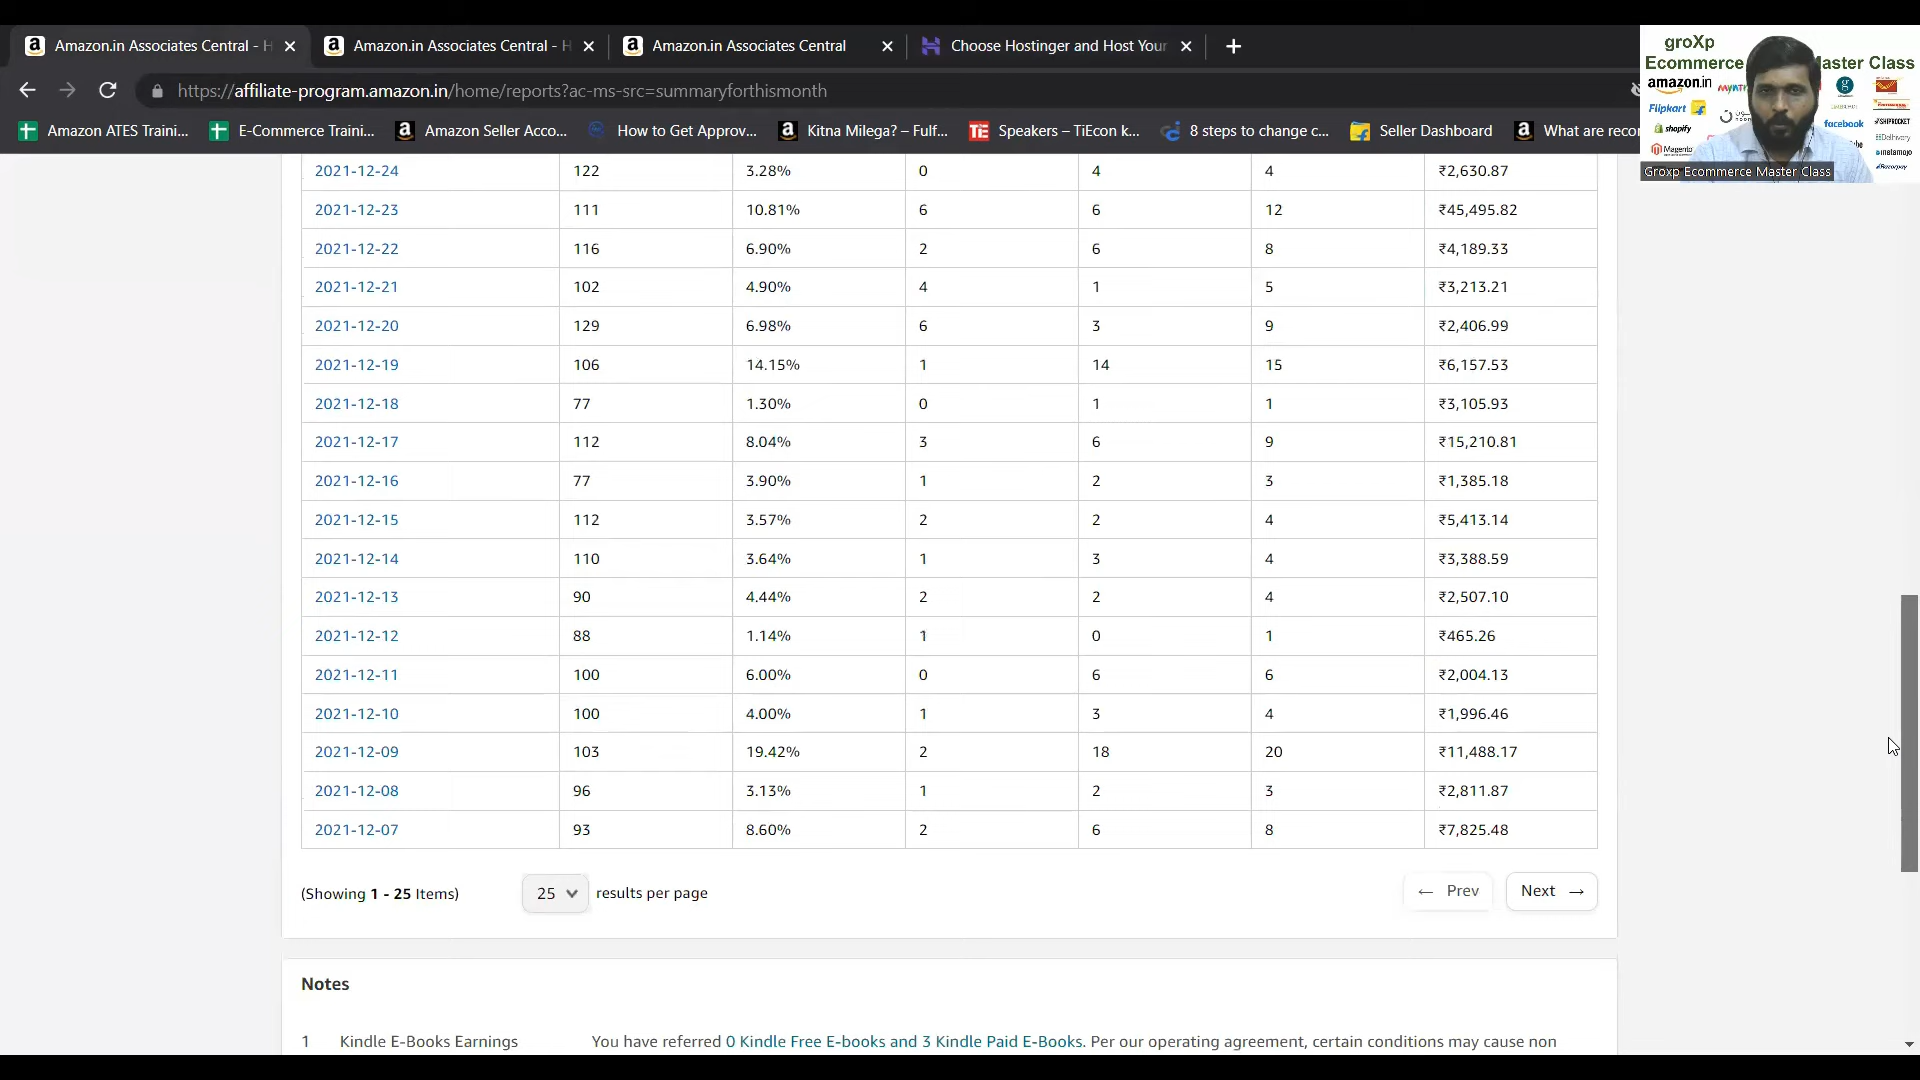 Amazon.in Associates Central - H
Amazon.in Associates Central - H
Amazon.in Associates Central
Choose Hostinger and Host Your
https://affiliate-program.amazon.in/home/reports?ac-ms-src=summaryforthismonth
Amazon ATES Traini...
E-Commerce Traini...
Amazon Seller Acco...
How to Get Approv...
Kitna Milega? – Fulf...
Speakers – TiEcon k...
8 steps to change c...
Seller Dashboard
What are reco
groXp
Ecommerce Master Class
amazon.in
Flipkart
facebook
shopify
SHIPROCKET
Delhivery
Magento
instamojo
Razorpay
Groxp Ecommerce Master Class
2021-12-24 122 3.28% 0 4 4 ₹2,630.87
2021-12-23 111 10.81% 6 6 12 ₹45,495.82
2021-12-22 116 6.90% 2 6 8 ₹4,189.33
2021-12-21 102 4.90% 4 1 5 ₹3,213.21
2021-12-20 129 6.98% 6 3 9 ₹2,406.99
2021-12-19 106 14.15% 1 14 15 ₹6,157.53
2021-12-18 77 1.30% 0 1 1 ₹3,105.93
2021-12-17 112 8.04% 3 6 9 ₹15,210.81
2021-12-16 77 3.90% 1 2 3 ₹1,385.18
2021-12-15 112 3.57% 2 2 4 ₹5,413.14
2021-12-14 110 3.64% 1 3 4 ₹3,388.59
2021-12-13 90 4.44% 2 2 4 ₹2,507.10
2021-12-12 88 1.14% 1 0 1 ₹465.26
2021-12-11 100 6.00% 0 6 6 ₹2,004.13
2021-12-10 100 4.00% 1 3 4 ₹1,996.46
2021-12-09 103 19.42% 2 18 20 ₹11,488.17
2021-12-08 96 3.13% 1 2 3 ₹2,811.87
2021-12-07 93 8.60% 2 6 8 ₹7,825.48
(Showing 1 - 25 Items) 25 results per page ← Prev Next →
Notes
1 Kindle E-Books Earnings You have referred 0 Kindle Free E-books and 3 Kindle Paid E-Books. Per our operating agreement, certain conditions may cause non